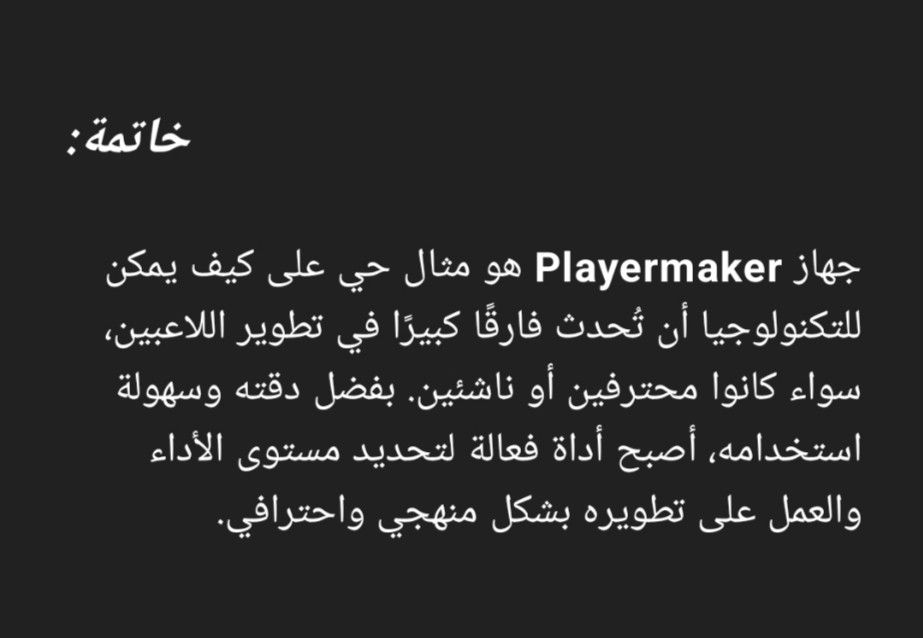 خاتمة:
جهاز Playermaker هو مثال حي على كيف يمكن
للتكنولوجيا أن تُحدث فارقًا كبيرًا في تطوير اللاعبين،
سواء كانوا محترفين أو ناشئين. بفضل دقته وسهولة
استخدامه، أصبح أداة فعالة لتحديد مستوى الأداء
والعمل على تطويره بشكل منهجي واحترافي.